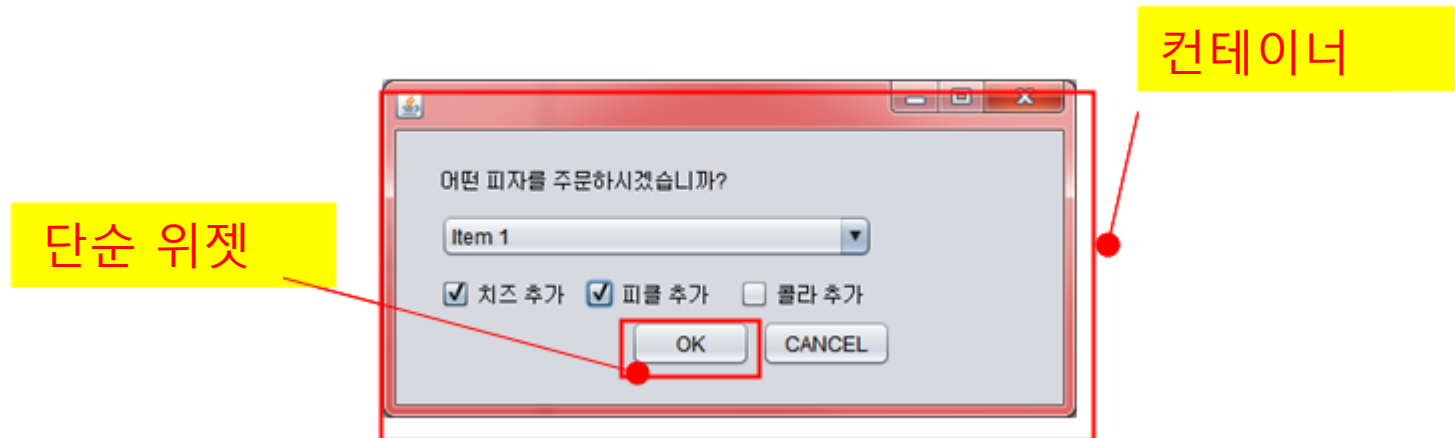 컨테이너
어떤 피자를 주문하시겠습니까?
단순 위젯
Item 1
치즈 추가 피클 추가 콜라 추가
OK CANCEL